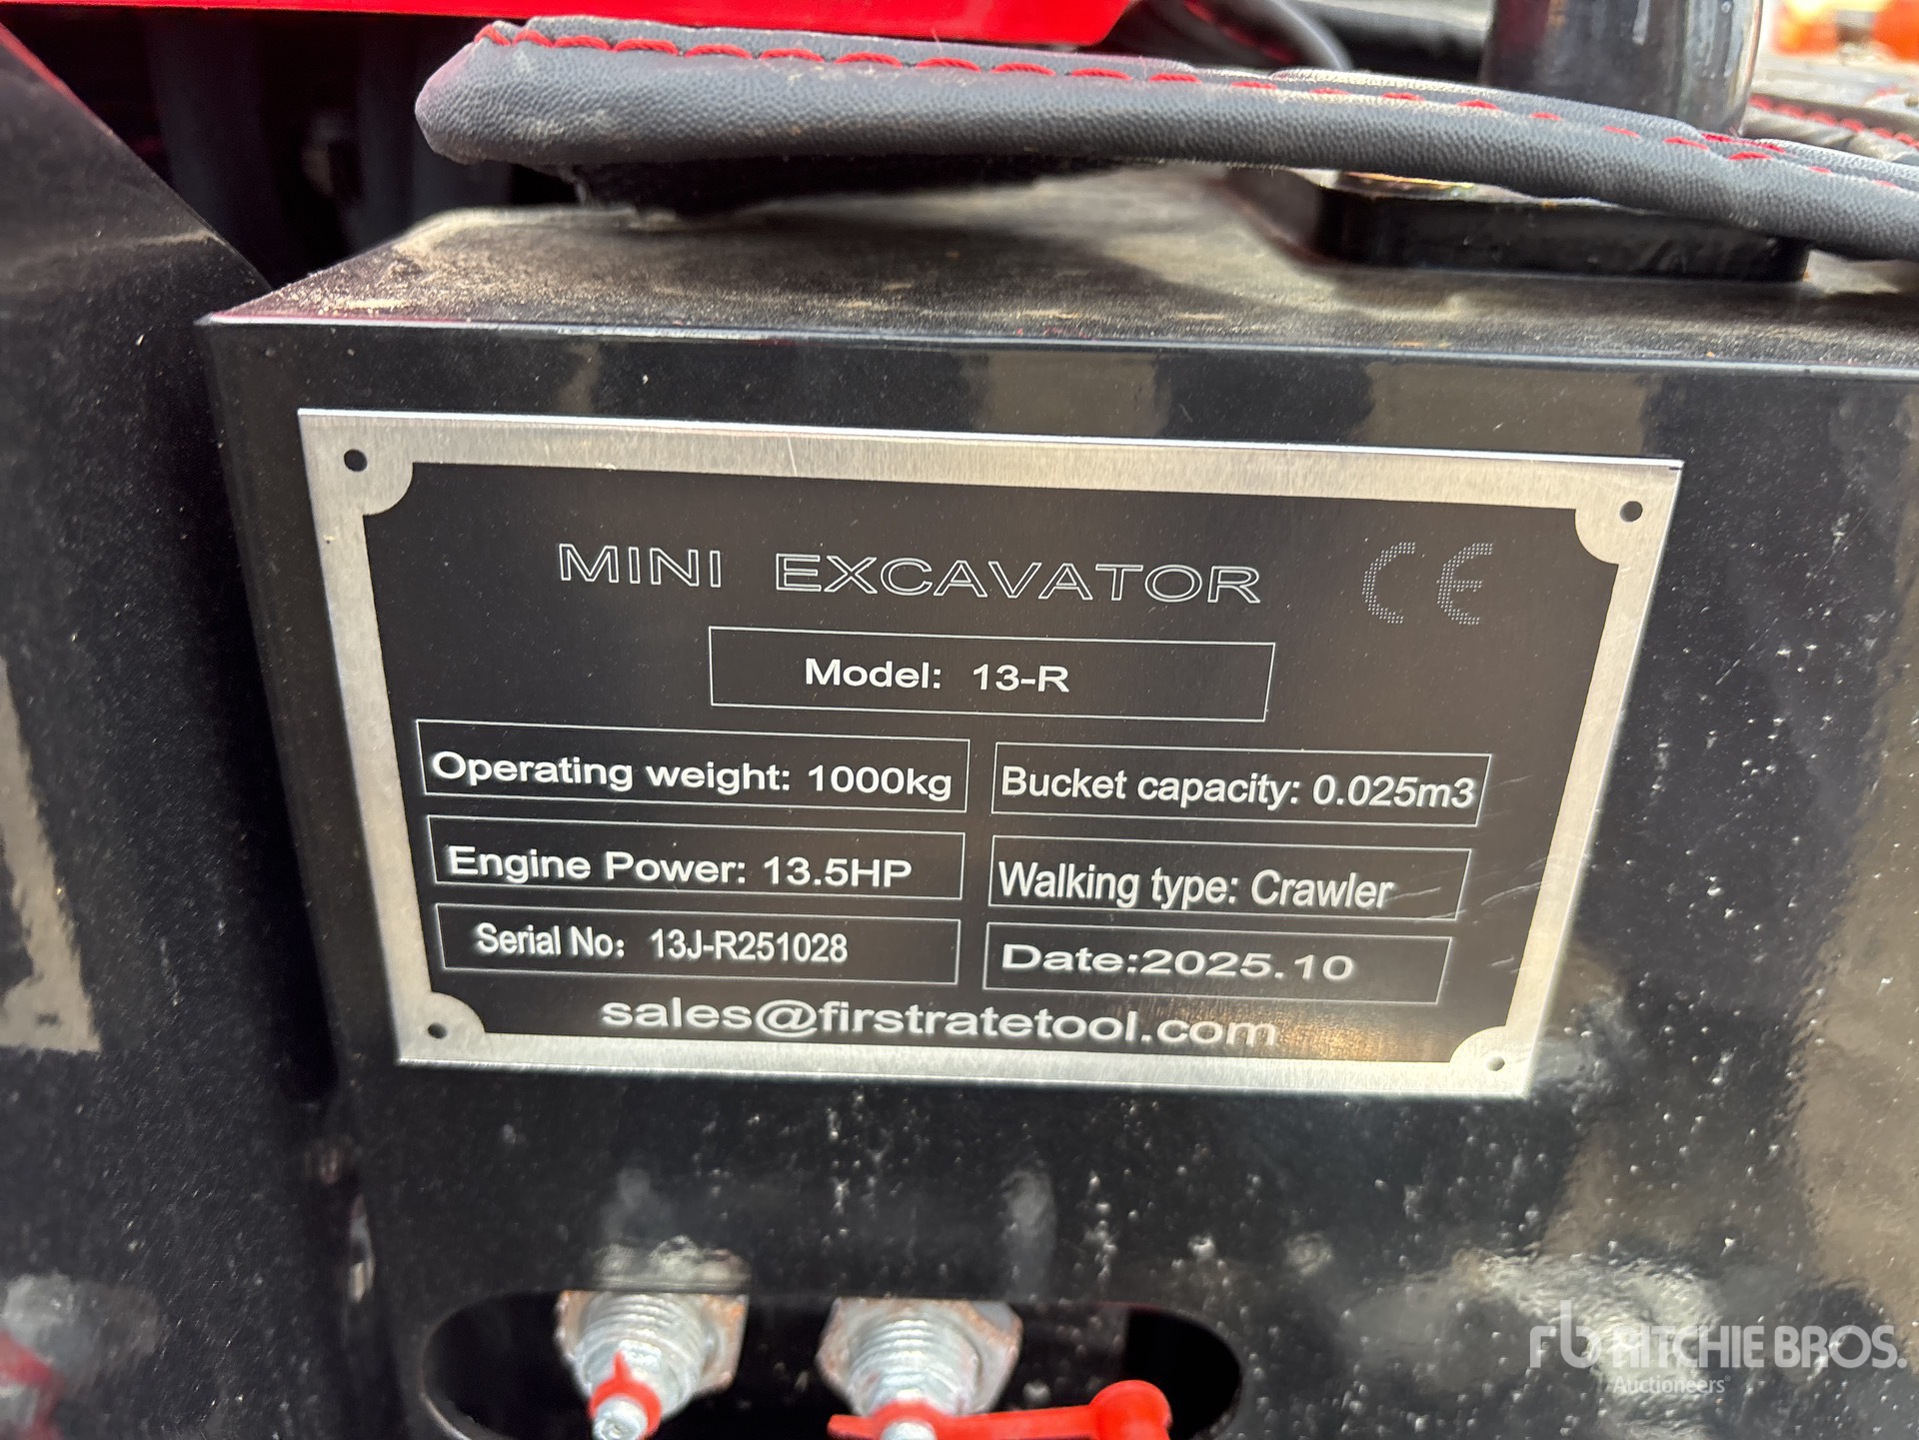 MINI EXCAVATOR CE
Model: 13-R
Operating weight: 1000kg
Bucket capacity: 0.025m3
Engine Power: 13.5HP
Walking type: Crawler
Serial No: 13J-R251028
Date:2025.10
sales@firstratetool.com
rb RITCHIE BROS.
Auctioneers